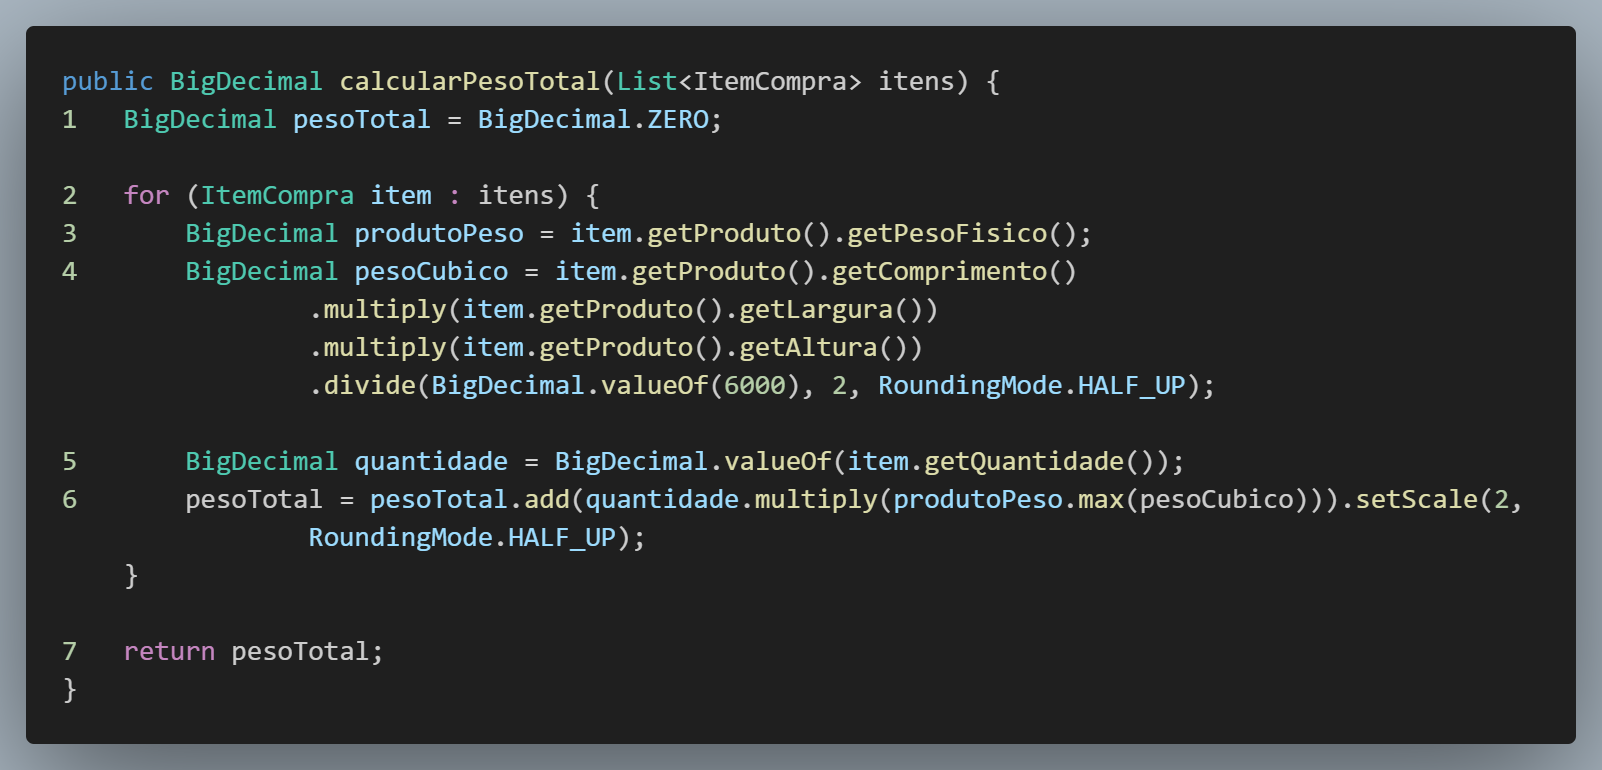 public BigDecimal calcularPesoTotal(List<ItemCompra> itens) {
1   BigDecimal pesoTotal = BigDecimal.ZERO;
2   for (ItemCompra item : itens) {
3       BigDecimal produtoPeso = item.getProduto().getPesoFisico();
4       BigDecimal pesoCubico = item.getProduto().getComprimento()
                .multiply(item.getProduto().getLargura())
                .multiply(item.getProduto().getAltura())
                .divide(BigDecimal.valueOf(6000), 2, RoundingMode.HALF_UP);
5       BigDecimal quantidade = BigDecimal.valueOf(item.getQuantidade());
6       pesoTotal = pesoTotal.add(quantidade.multiply(produtoPeso.max(pesoCubico))).setScale(2,
                RoundingMode.HALF_UP);
    }
7   return pesoTotal;
}